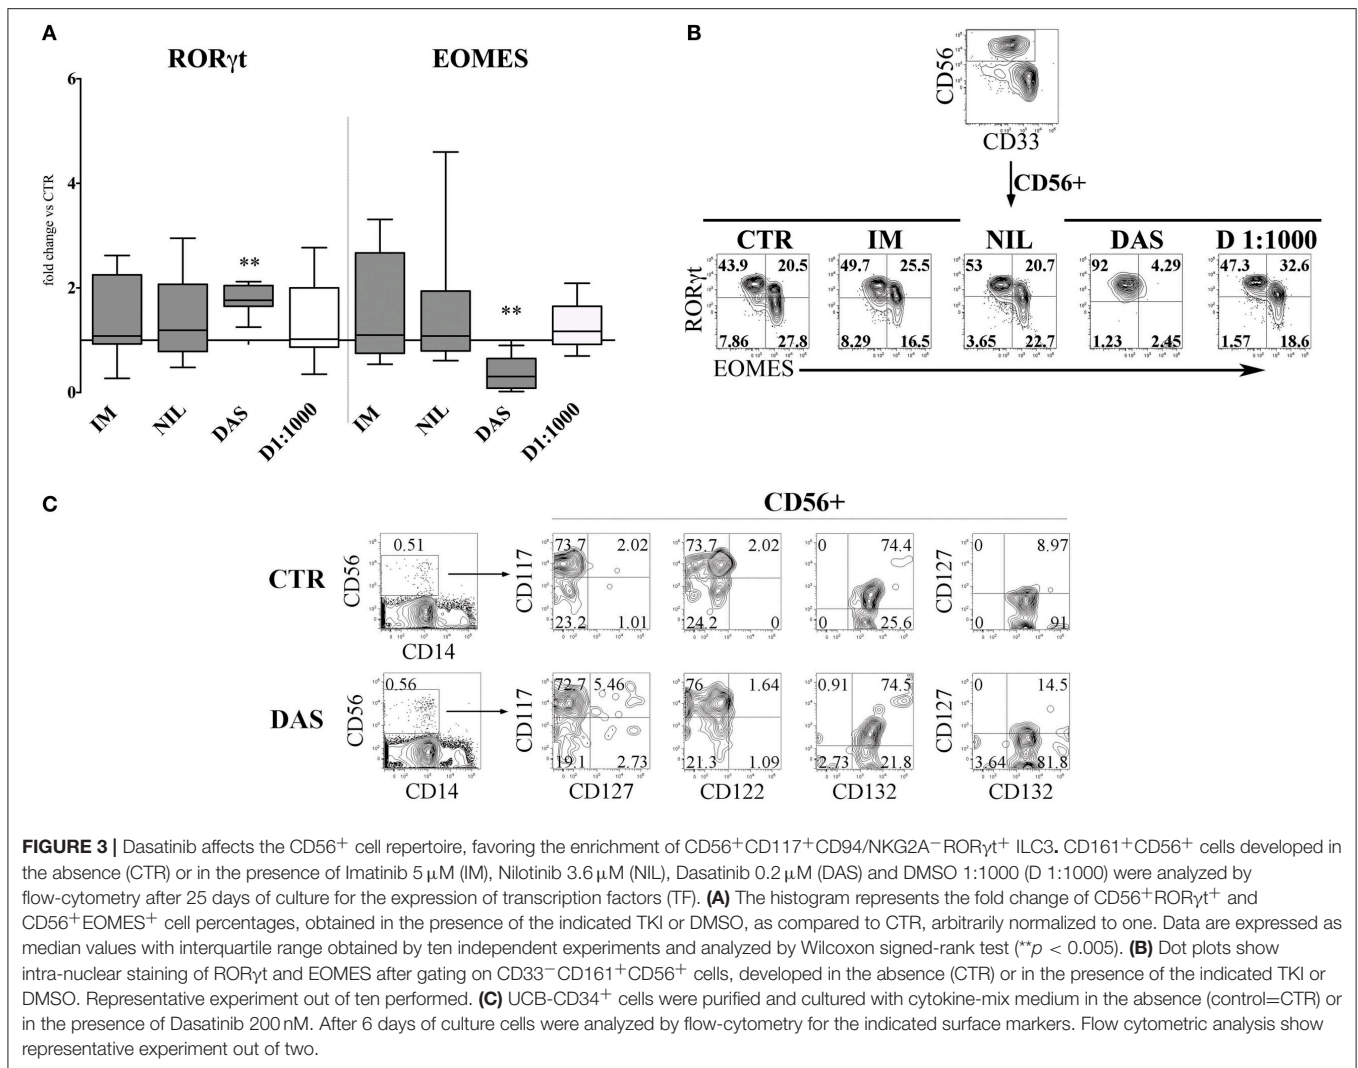 A
RORγt
EOMES
fold change vs CTR
6
4
2
0
**
**
IM
NIL
DAS
D1:1000
IM
NIL
DAS
D1:1000
B
CD56
CD33
CD56+
CTR
IM
NIL
DAS
D 1:1000
RORγt
43.9 20.5
49.7 25.5
53 20.7
92 4.29
47.3 32.6
7.86 27.8
8.29 16.5
3.65 22.7
1.23 2.45
1.57 18.6
EOMES
C
CD56+
CTR
CD56
0.51
CD14
CD117
73.7 2.02
23.2 1.01
73.7 2.02
24.2 0
0 74.4
0 25.6
CD127
0 8.97
0 91
DAS
CD56
0.56
CD14
CD117
72.7 5.46
19.1 2.73
CD127
76 1.64
21.3 1.09
CD122
0.91 74.5
2.73 21.8
CD132
CD127
0 14.5
3.64 81.8
CD132
FIGURE 3 | Dasatinib affects the CD56⁺ cell repertoire, favoring the enrichment of CD56⁺CD117⁺CD94/NKG2A⁻RORγt⁺ ILC3. CD161⁺CD56⁺ cells developed in
the absence (CTR) or in the presence of Imatinib 5 μM (IM), Nilotinib 3.6 μM (NIL), Dasatinib 0.2 μM (DAS) and DMSO 1:1000 (D 1:1000) were analyzed by
flow-cytometry after 25 days of culture for the expression of transcription factors (TF). (A) The histogram represents the fold change of CD56⁺RORγt⁺ and
CD56⁺EOMES⁺ cell percentages, obtained in the presence of the indicated TKI or DMSO, as compared to CTR, arbitrarily normalized to one. Data are expressed as
median values with interquartile range obtained by ten independent experiments and analyzed by Wilcoxon signed-rank test (**p < 0.005). (B) Dot plots show
intra-nuclear staining of RORγt and EOMES after gating on CD33⁻CD161⁺CD56⁺ cells, developed in the absence (CTR) or in the presence of the indicated TKI or
DMSO. Representative experiment out of ten performed. (C) UCB-CD34⁺ cells were purified and cultured with cytokine-mix medium in the absence (control=CTR) or
in the presence of Dasatinib 200 nM. After 6 days of culture cells were analyzed by flow-cytometry for the indicated surface markers. Flow cytometric analysis show
representative experiment out of two.